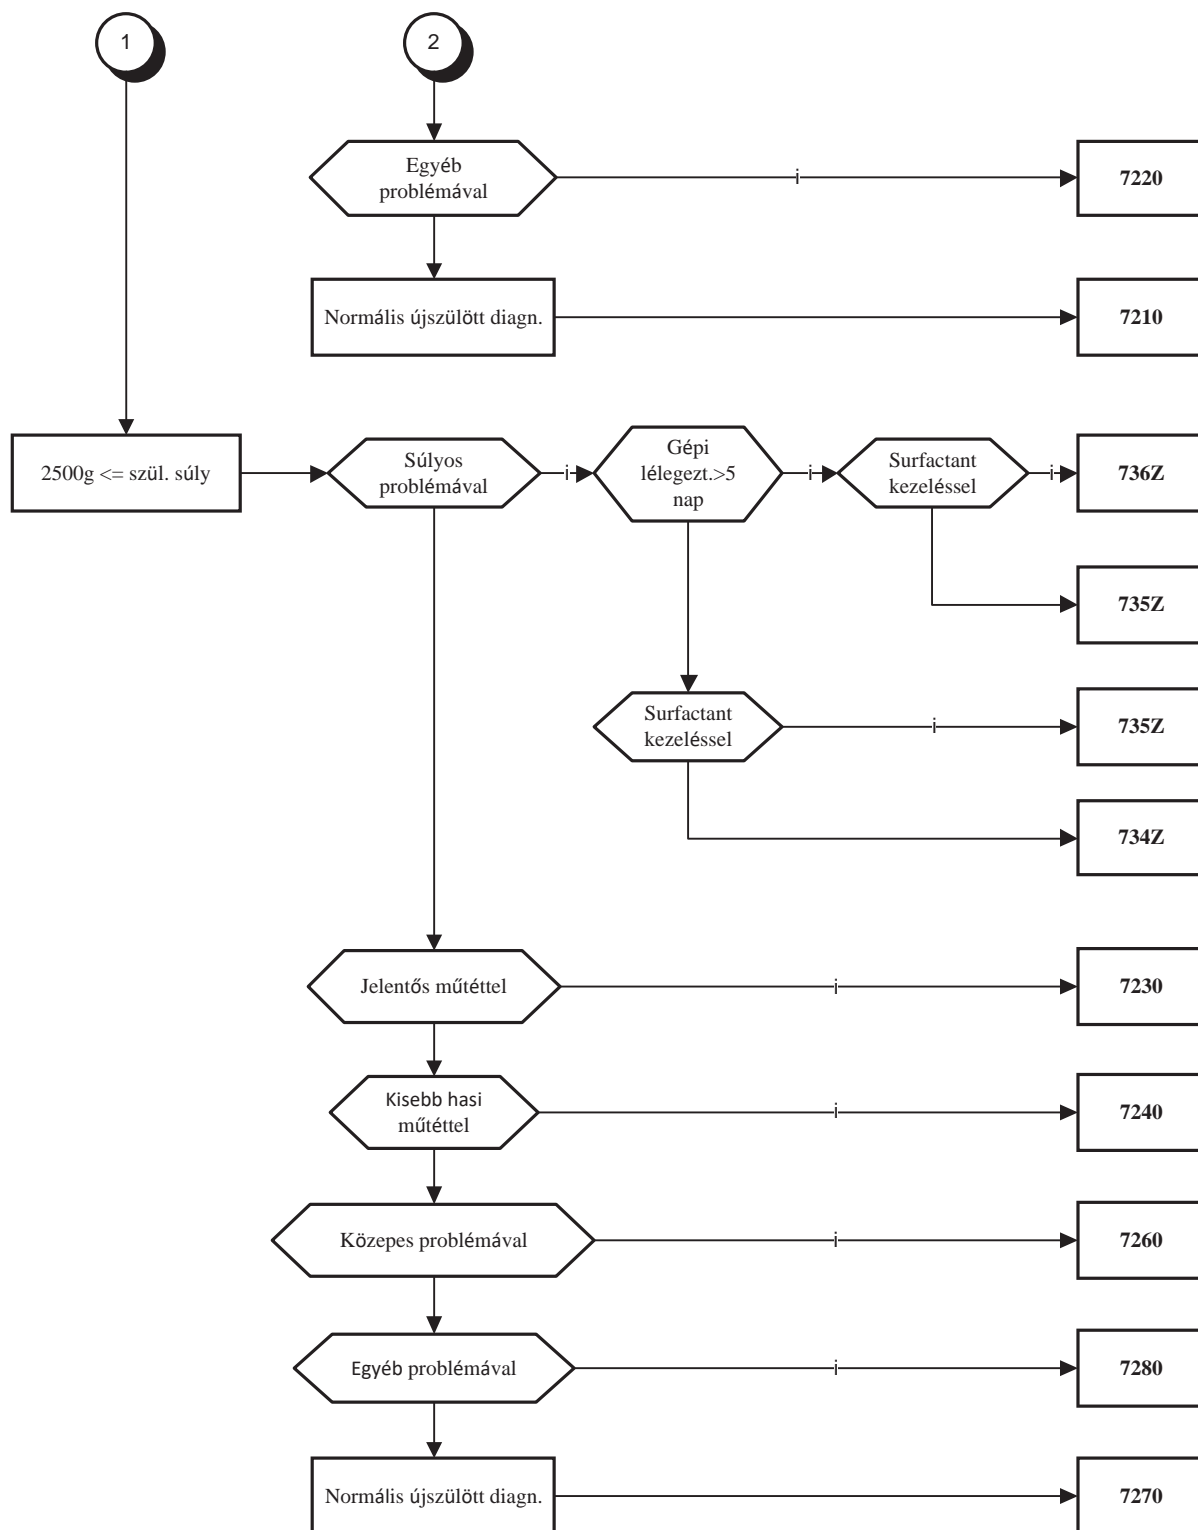 1
2
Egyéb
problémával
i
7220
Normális újszülött diagn.
7210
2500g <= szül. súly
Súlyos
problémával
i
Gépi
lélegezt.>5
nap
i
Surfactant
kezeléssel
i
736Z
735Z
Surfactant
kezeléssel
i
735Z
734Z
Jelentős műtéttel
i
7230
Kisebb hasi
műtéttel
i
7240
Közepes problémával
i
7260
Egyéb problémával
i
7280
Normális újszülött diagn.
7270